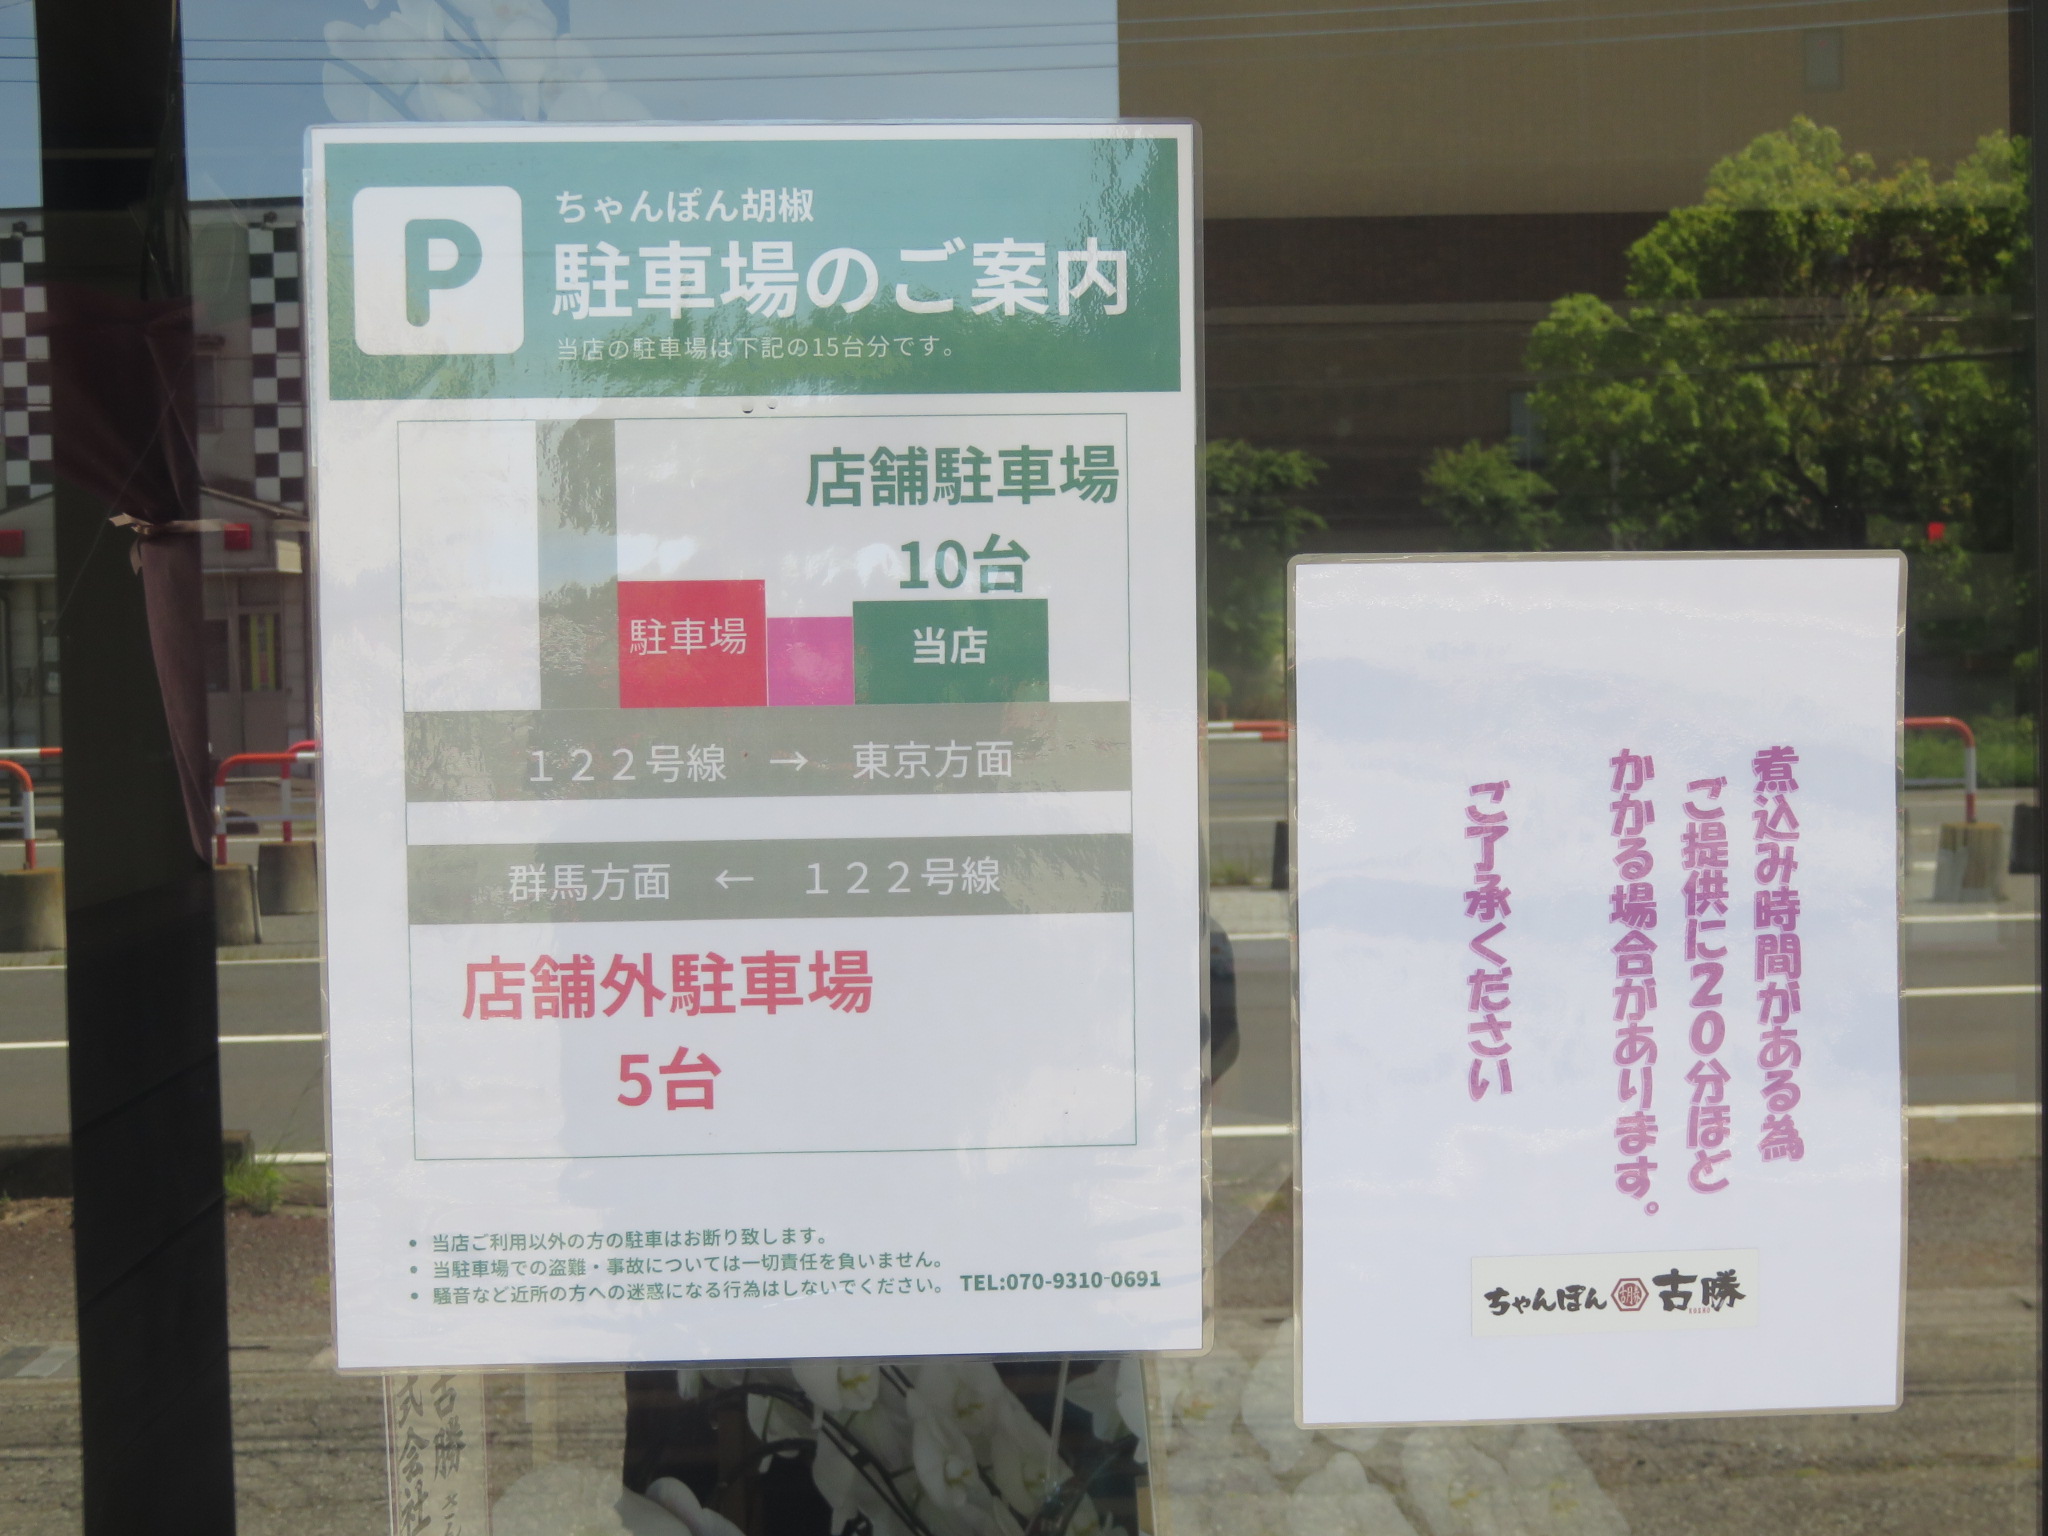 P
ちゃんぽん胡椒
駐車場のご案内
当店の駐車場は下記の15台分です。
店舗駐車場
10台
駐車場
当店
１２２号線 → 東京方面
群馬方面 ← １２２号線
店舗外駐車場
5台
• 当店ご利用以外の方の駐車はお断り致します。
• 当駐車場での盗難・事故については一切責任を負いません。
• 騒音など近所の方への迷惑になる行為はしないでください。 TEL:070-9310-0691
煮込み時間がある為
ご提供に20分ほど
かかる場合があります。
ご了承ください
ちゃんぽん 古勝
古勝
式会社